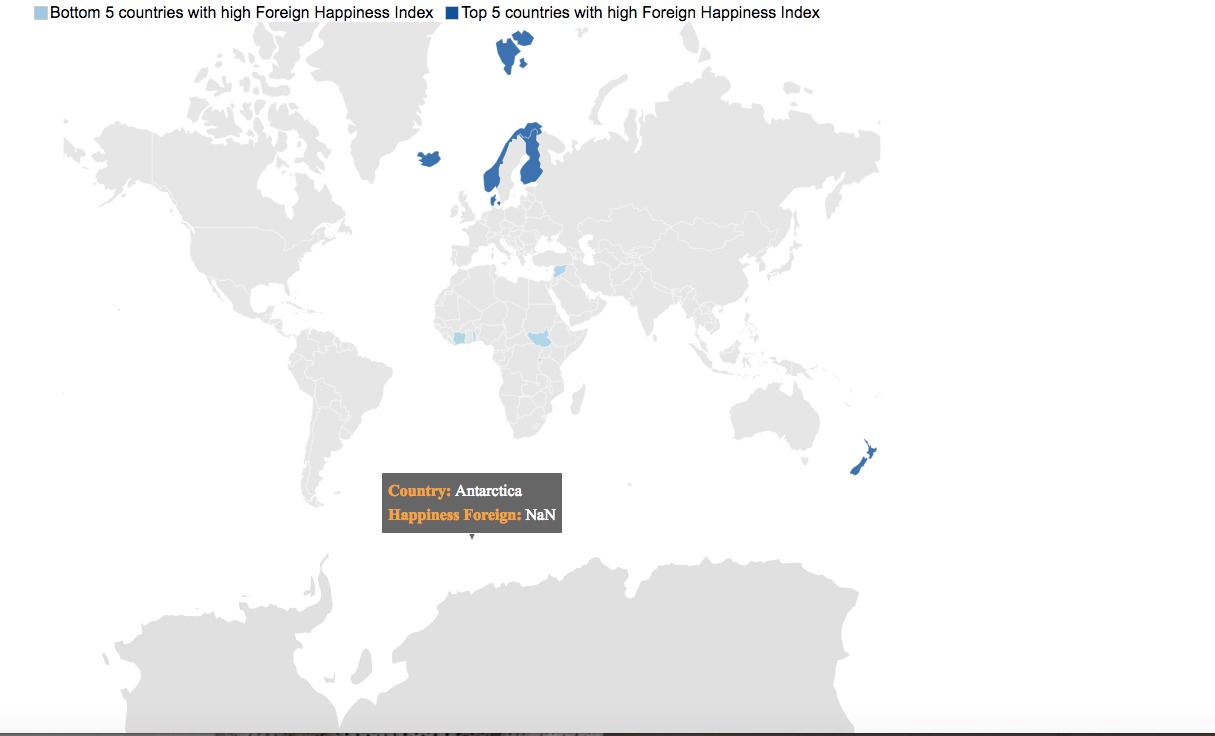 Bottom 5 countries with high Foreign Happiness Index Top 5 countries with high Foreign Happiness Index
Country: Antarctica
Happiness Foreign: NaN